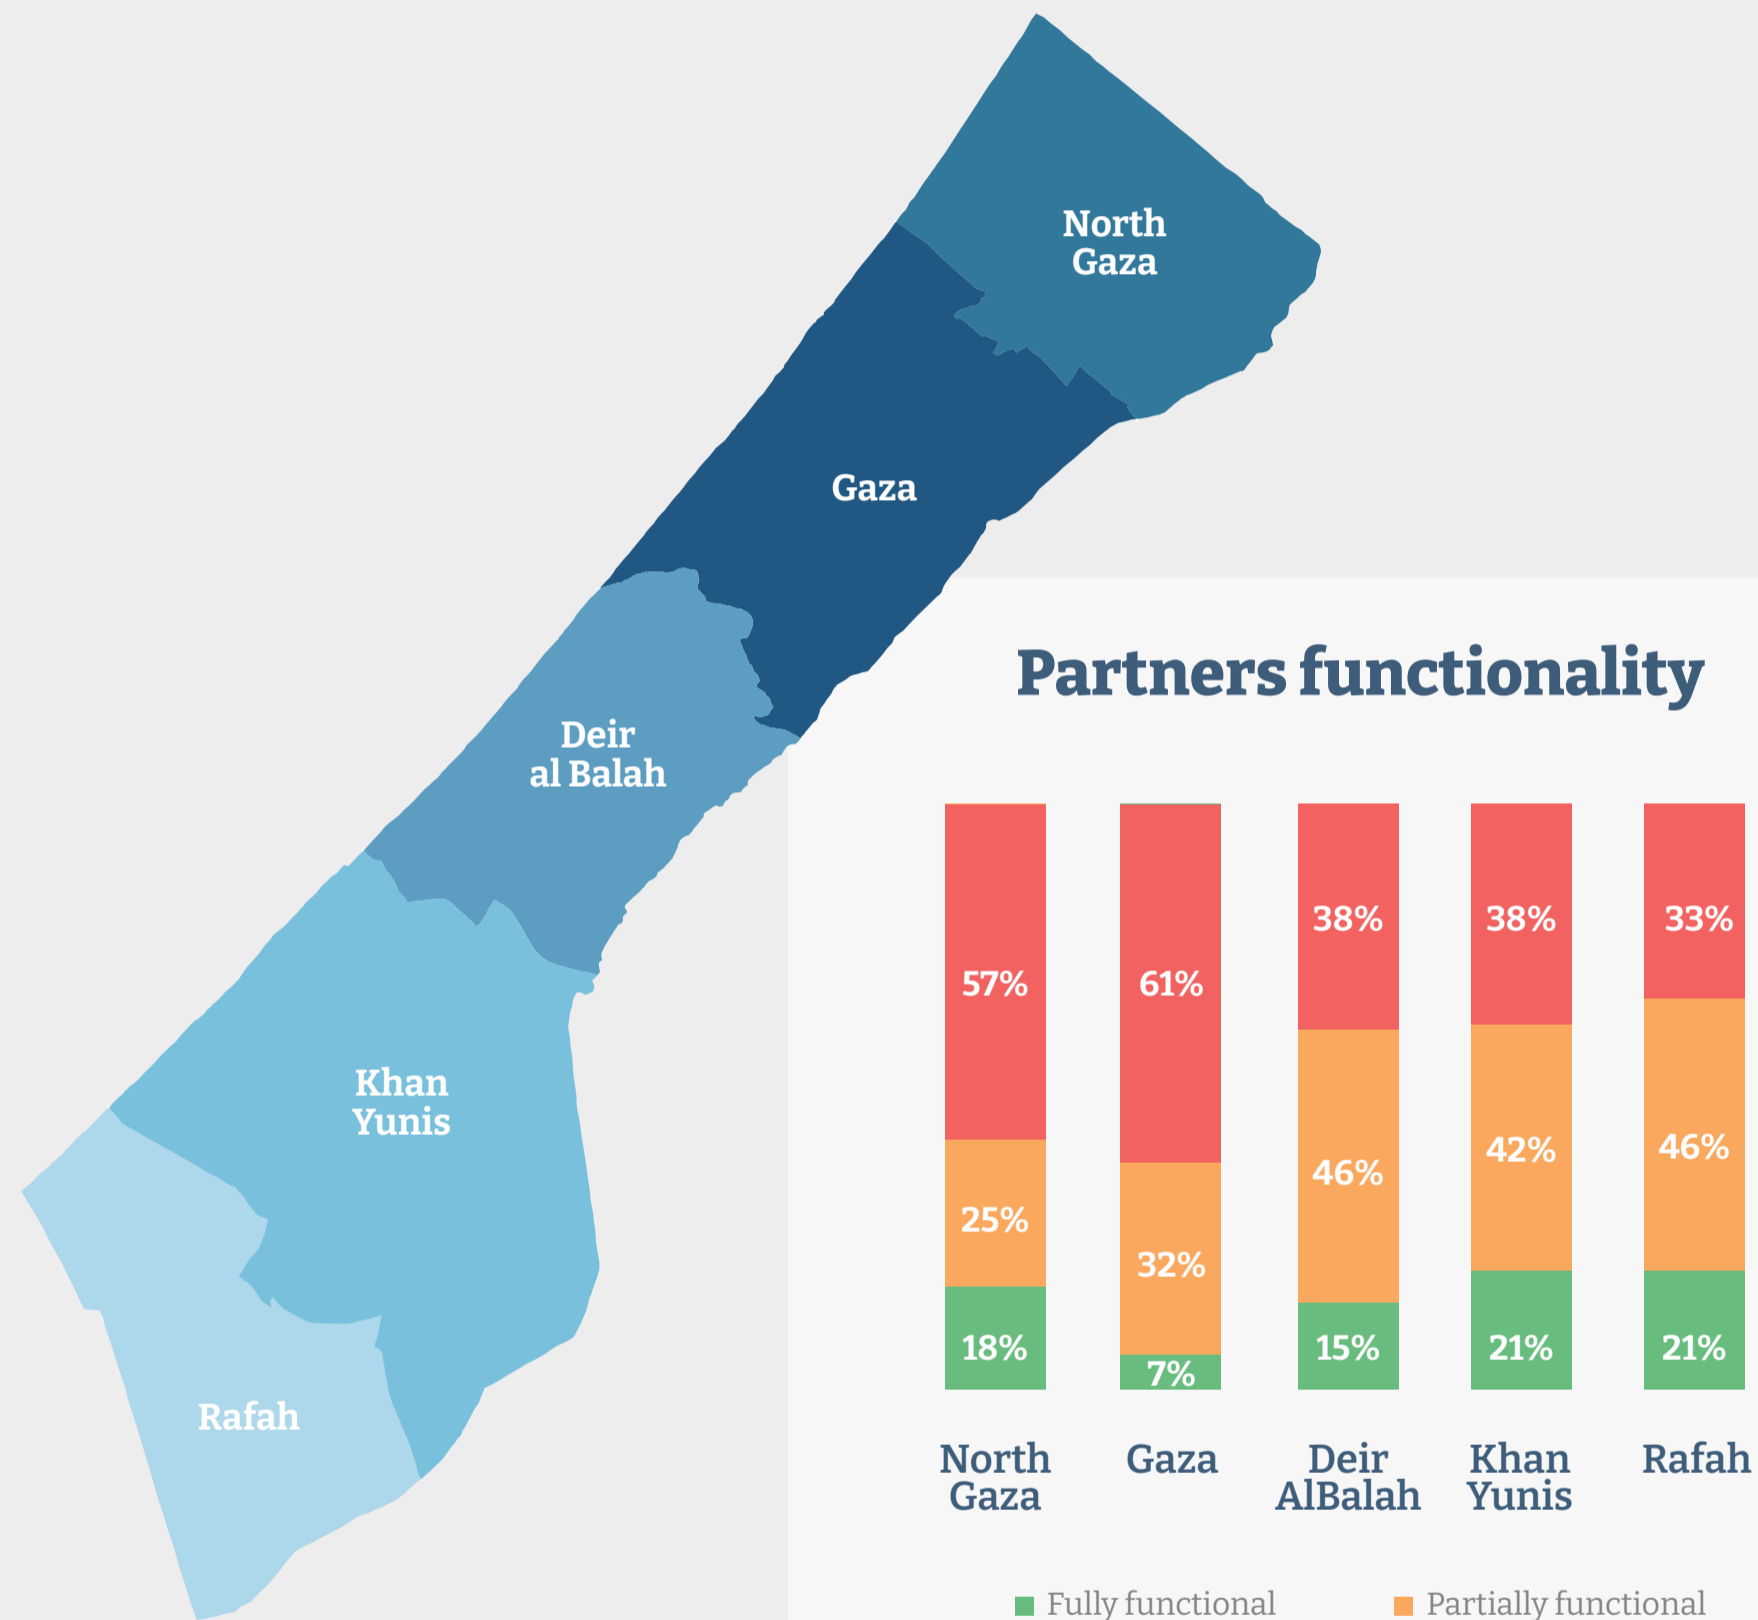 North
Gaza
Gaza
Deir
al Balah
Khan
Yunis
Rafah
Partners functionality
57%
61%
38%
38%
33%
25%
32%
46%
42%
46%
18%
7%
15%
21%
21%
North
Gaza
Gaza
Deir
AlBalah
Khan
Yunis
Rafah
Fully functional
Partially functional